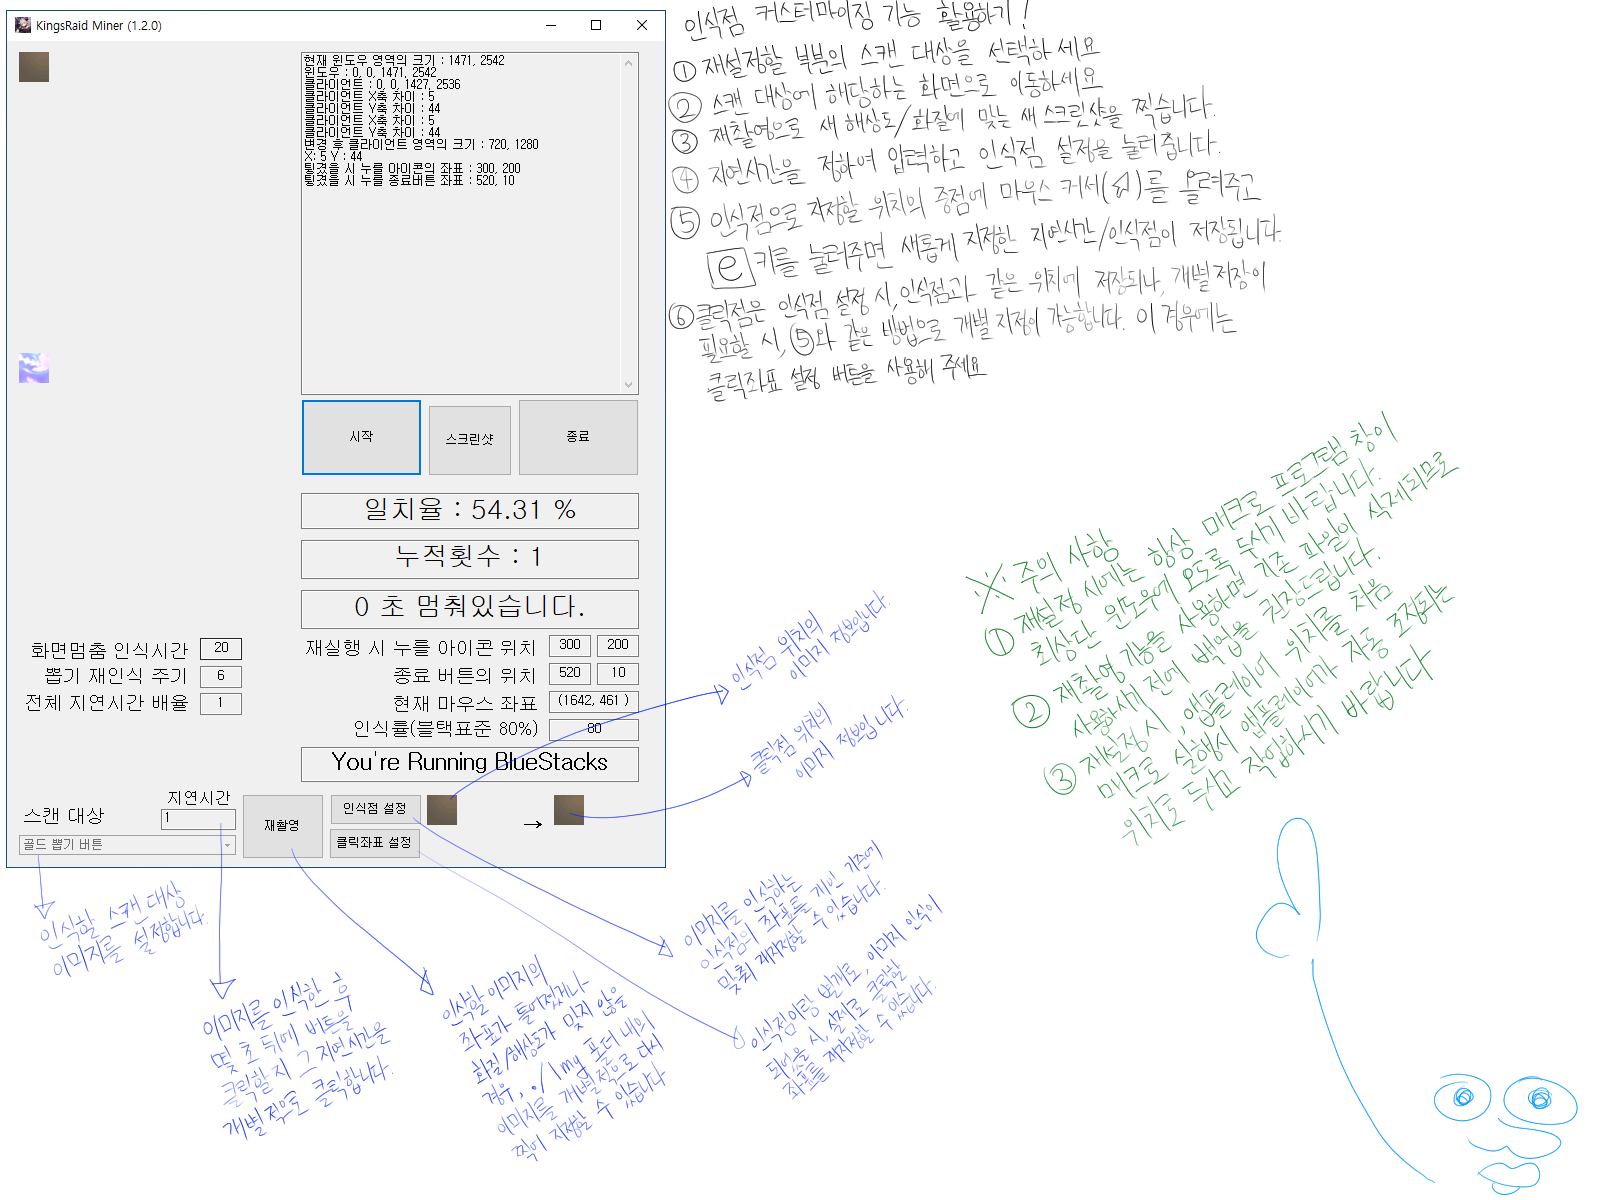 KingsRaid Miner (1.2.0)
현재 윈도우 영역의 크기 : 1471, 2542
윈도우 : 0, 0, 1471, 2542
클라이언트 : 0, 0, 1427, 2536
클라이언트 X축 차이 : 5
클라이언트 Y축 차이 : 44
클라이언트 X축 차이 : 5
클라이언트 Y축 차이 : 44
변경 후 클라이언트 영역의 크기 : 720, 1280
X: 5 Y : 44
튕겼을 시 누를 아이콘의 좌표 : 300, 200
튕겼을 시 누를 종료버튼 좌표 : 520, 10
시작
스크린샷
종료
일치율 : 54.31 %
누적횟수 : 1
0 초 멈춰있습니다.
화면멈춤 인식시간 20
뽑기 재인식 주기 6
전체 지연시간 배율 1
재실행 시 누를 아이콘 위치 300 200
종료 버튼의 위치 520 10
현재 마우스 좌표 (1642, 461 )
인식률(블택표준 80%) 80
You're Running BlueStacks
스캔 대상
지연시간
1
골드 뽑기 버튼
재촬영
인식점 설정
클릭좌표 설정
→
인식점 커스터마이징 기능 활용하기!
① 재설정할 부분의 스캔 대상을 선택하세요
② 스캔 대상에 해당하는 화면으로 이동하세요
③ 재촬영으로 새 해상도/화질에 맞는 새 스크린샷을 찍습니다.
④ 지연시간을 정하여 입력하고 인식점 설정을 눌러줍니다.
⑤ 인식점으로 지정할 위치의 중점에 마우스 커서( )를 올려주고
e 키를 눌러주면 새롭게 지정한 지연시간/인식점이 저장됩니다.
⑥ 클릭점은 인식점 설정 시, 인식점과 같은 위치에 저장되나, 개별저장이
필요할 시, ⑤와 같은 방법으로 개별 지정이 가능합니다. 이 경우에는
클릭좌표 설정 버튼을 사용해 주세요
※ 주의 사항
① 재설정 시에는 항상 매크로 프로그램 창이
최상단 윈도우에 오도록 두시기 바랍니다.
② 재촬영 기능을 사용하면 기존 파일이 삭제되므로
사용하시기 전에 백업을 권장드립니다.
③ 재설정 시, 앱플레이어 위치를 처음
매크로 실행시 앱플레이어가 자동 조정되는
위치로 두시고 작업하시기 바랍니다
인식점 위치의
이미지 정보입니다.
클릭점 위치의
이미지 정보입니다.
인식할 스캔 대상
이미지를 설정합니다.
이미지를 인식한 후
몇 초 뒤에 버튼을
클릭할지 그 지연시간을
개별적으로 클릭합니다.
인식할 이미지의
좌표가 틀어졌거나
화질/해상도가 맞지 않을
경우, ./img 폴더 내의
이미지를 개별적으로 다시
찍어 지정할 수 있습니다
이미지를 인식하는
인식점의 좌표를 개인 기준에
맞춰 재지정할 수 있습니다.
인식점이랑 별개로, 이미지 인식이
되었을 시, 실제로 클릭할
좌표를 재지정할 수 있습니다.